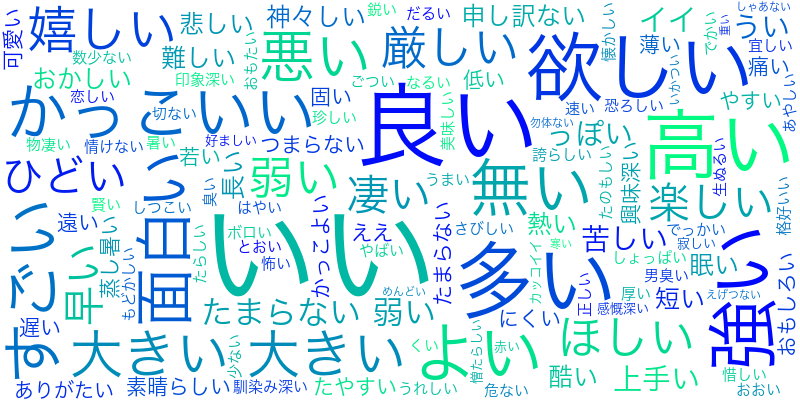 可愛い
嬉しい
悲しい
神々しい
鋭い
だるい
申し訳ない
イイ
しゃあない
うい
数少ない
難しい
悪い
厳しい
欲しい
懐かしい
薄い
でかい
重い
宜しい
痛い
おかしい
印象深い
おもたい
ごつい
なるい
低い
いかつい
恋しい
かっこいい
固い
珍しい
良い
美味しい
速い
恐ろしい
やすい
あやしい
切ない
勿体ない
っぽい
高い
物凄い
情けない
暑い
好ましい
つまらない
誇らしい
ひどい
若い
長い
弱い
凄い
うまい
無い
たのもしい
興味深い
楽しい
生ぬるい
格好いい
賢い
しつこい
臭い
はやい
かっこよい
ええ
たまらない
さびしい
熱い
苦しい
でっかい
寂しい
遠い
蒸し暑い
もどかしい
面白い
たらしい
ボロい
とおい
怖い
やばい
いい
多い
カッコイイ
寒い
しょっぱい
男臭い
眠い
強い
すごい
早い
めんどい
正しい
厚い
短い
えげつない
おもしろい
遅い
たまらない
弱い
にくい
感慨深い
大きい
少ない
大きい
くい
よい
赤い
憎たらしい
ほしい
惜しい
ありがたい
素晴らしい
馴染み深い
たやすい
うれしい
危ない
酷い
上手い
おおい